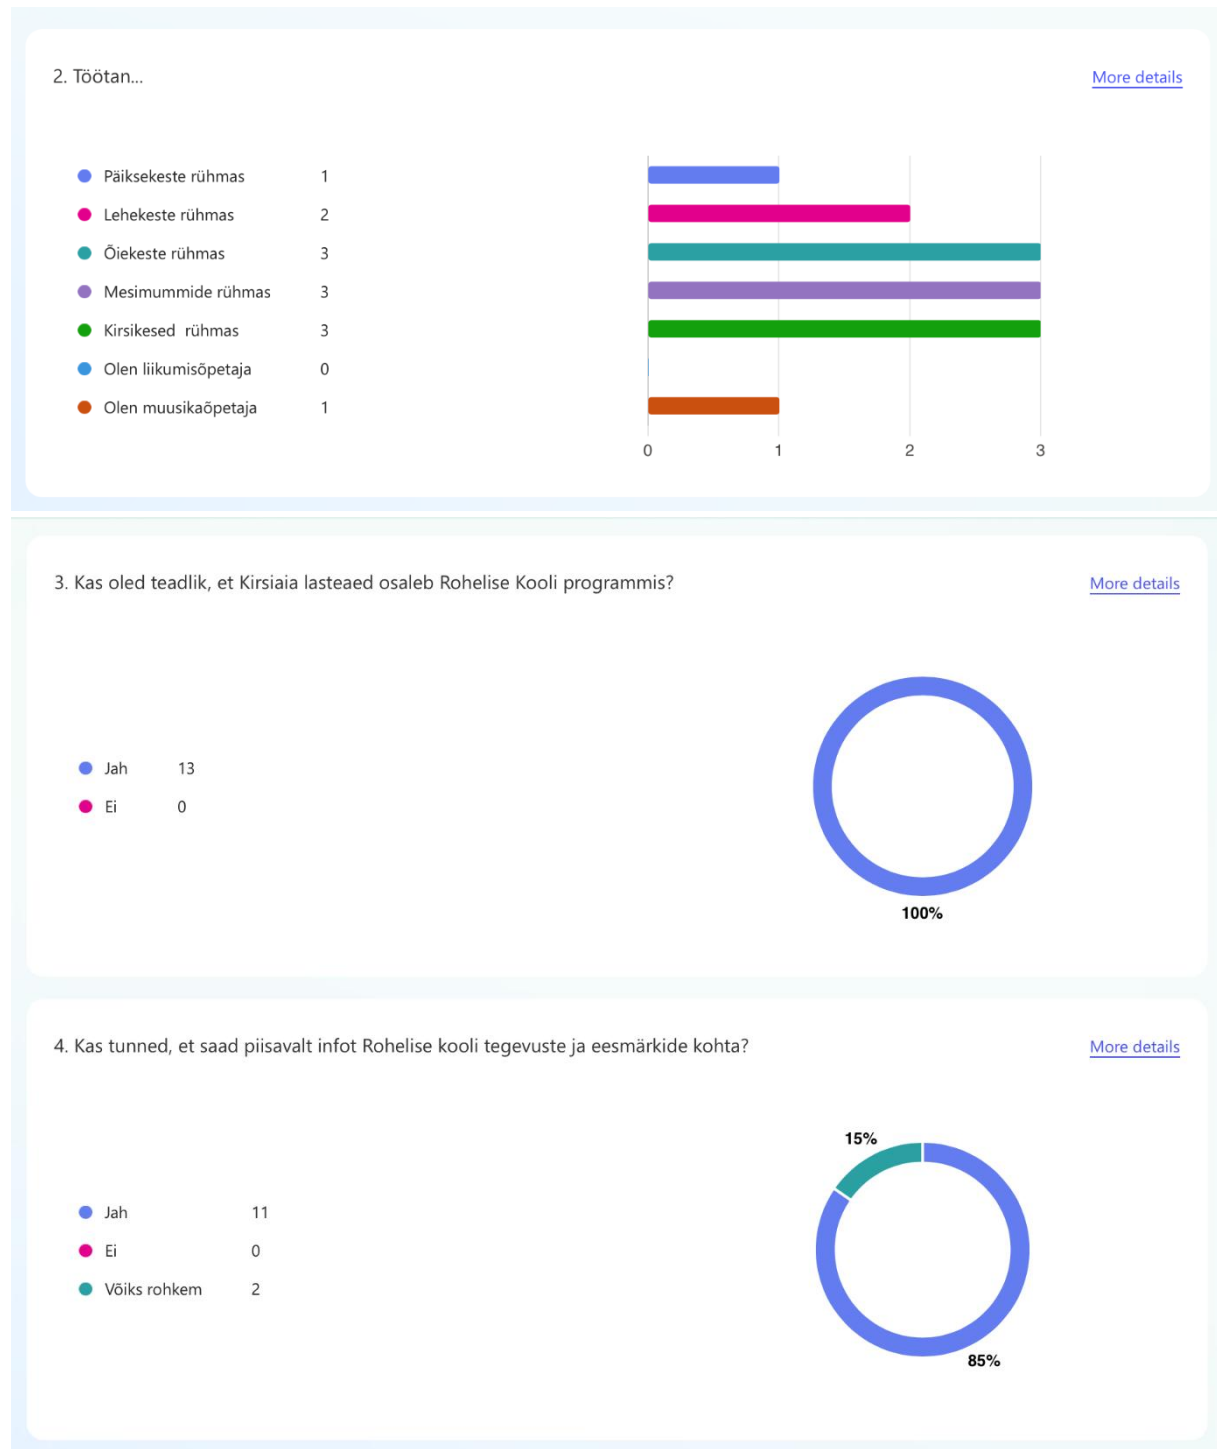 2. Töötan...
More details
Päiksekeste rühmas 1
Lehekeste rühmas 2
Õiekeste rühmas 3
Mesimummide rühmas 3
Kirsikesed rühmas 3
Olen liikumisõpetaja 0
Olen muusikaõpetaja 1
0 1 2 3
3. Kas oled teadlik, et Kirsiaia lasteaed osaleb Rohelise Kooli programmis?
More details
Jah 13
Ei 0
100%
4. Kas tunned, et saad piisavalt infot Rohelise kooli tegevuste ja eesmärkide kohta?
More details
15%
Jah 11
Ei 0
Võiks rohkem 2
85%